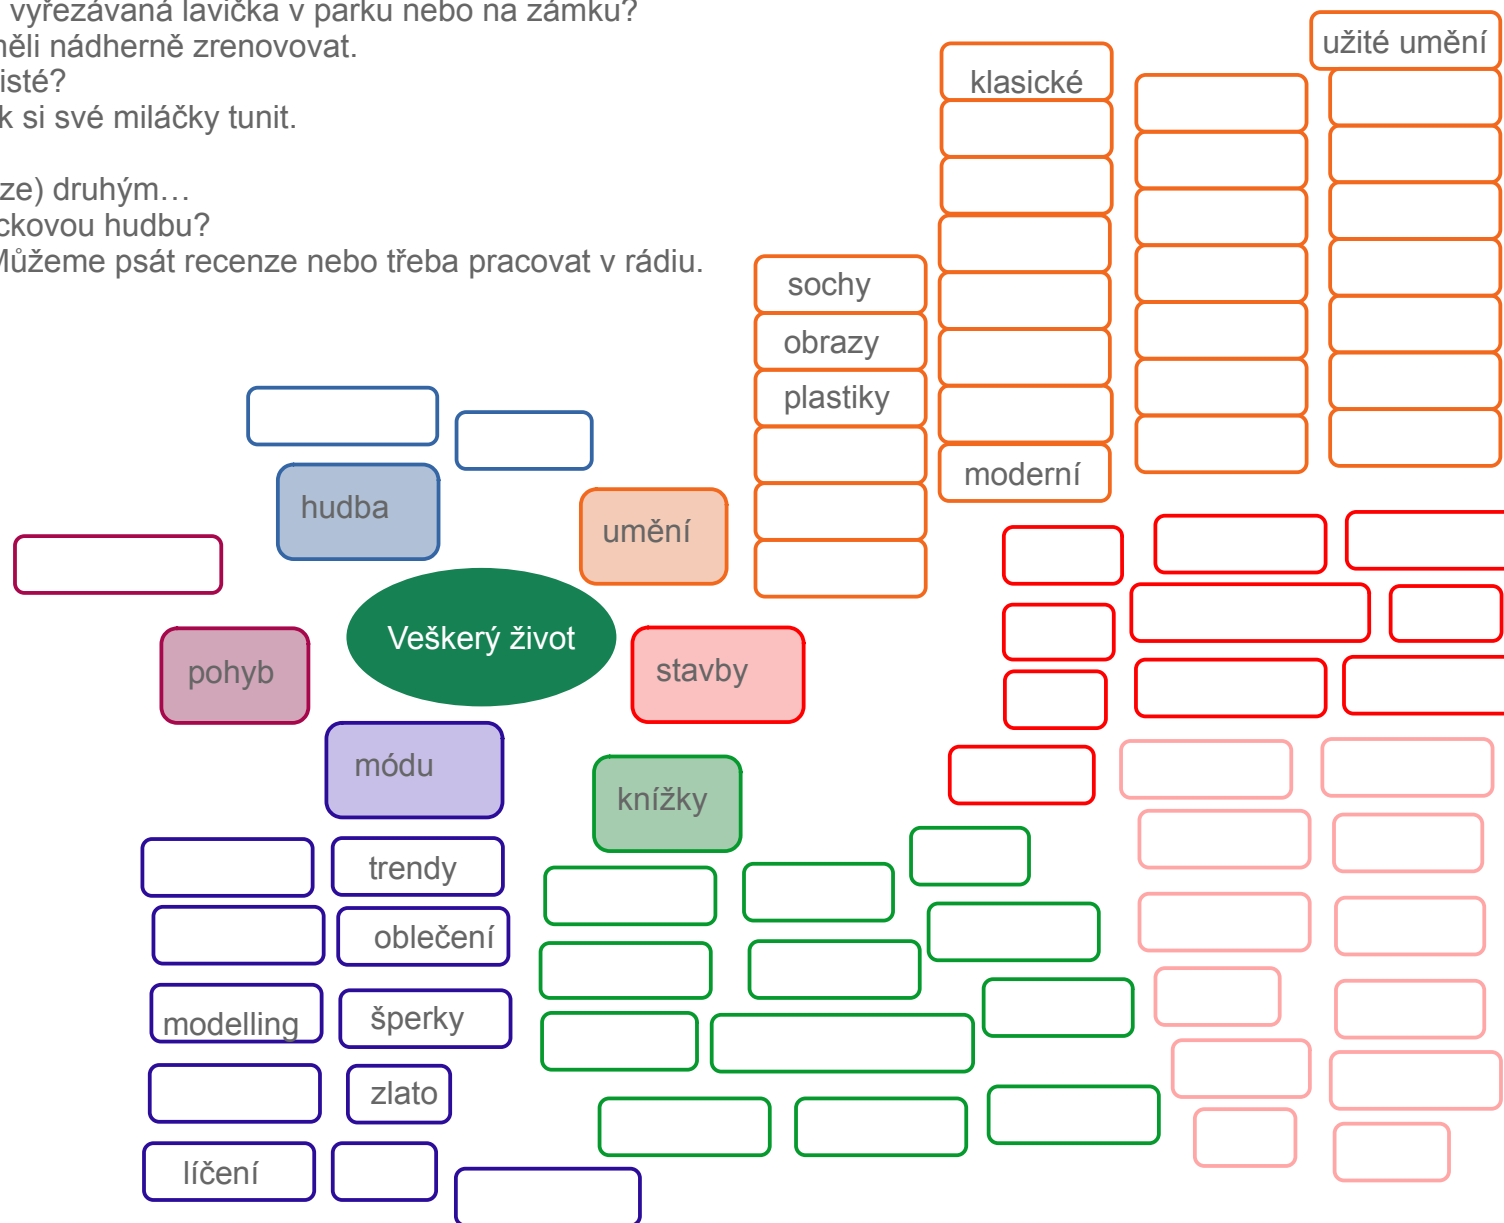 vyřezávaná lavička v parku nebo na zámku?
nádherně zrenovovat.
k si své miláčky tunit.
ze) druhým…
ckovou hudbu?
Můžeme psát recenze nebo třeba pracovat v rádiu.
užité umění
klasické
sochy
obrazy
plastiky
moderní
hudba
umění
Veškerý život
pohyb
stavby
módu
knížky
trendy
oblečení
modelling
šperky
zlato
líčení